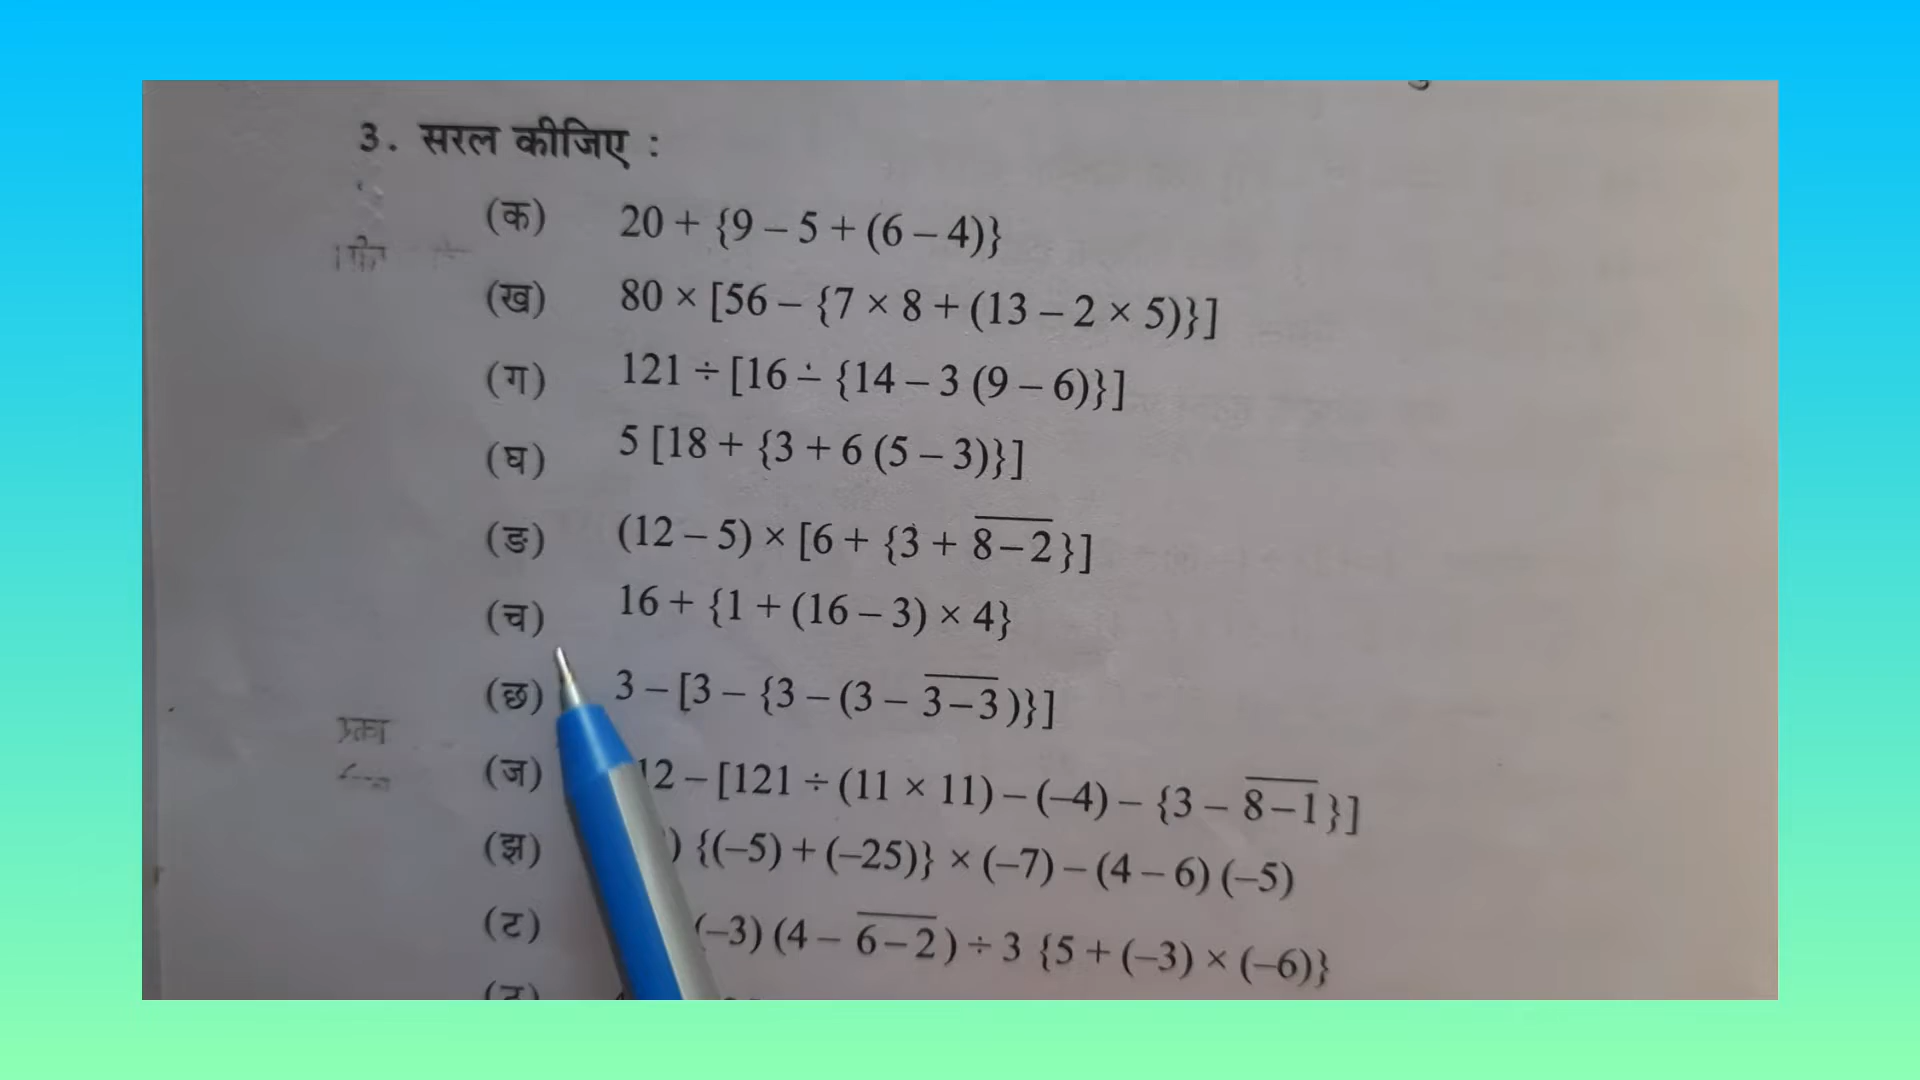 3. सरल कीजिए :
(क) 20 + {9 – 5 + (6 – 4)}
(ख) 80 × [56 – {7 × 8 + (13 – 2 × 5)}]
(ग) 121 ÷ [16 ÷ {14 – 3 (9 – 6)}]
(घ) 5 [18 + {3 + 6 (5 – 3)}]
(ङ) (12 – 5) × [6 + {3 + 8̅ ̅–̅ ̅2̅}]
(च) 16 + {1 + (16 – 3) × 4}
(छ) 3 – [3 – {3 – (3 – 3̅ ̅–̅ ̅3̅)}]
(ज) 12 – [121 ÷ (11 × 11) – (–4) – {3 – 8̅ ̅–̅ ̅1̅}]
(झ) ) {(–5) + (–25)} × (–7) – (4 – 6) (–5)
(ट) (–3) (4 – 6̅ ̅–̅ ̅2̅) ÷ 3 {5 + (–3) × (–6)}